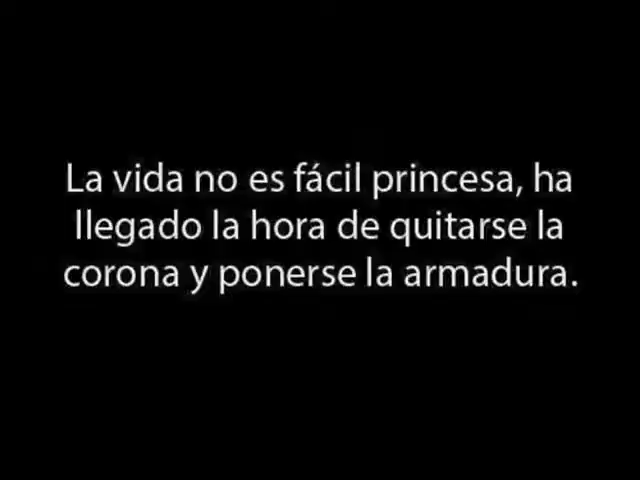 La vida no es fácil princesa, ha
llegado la hora de quitarse la
corona y ponerse la armadura.